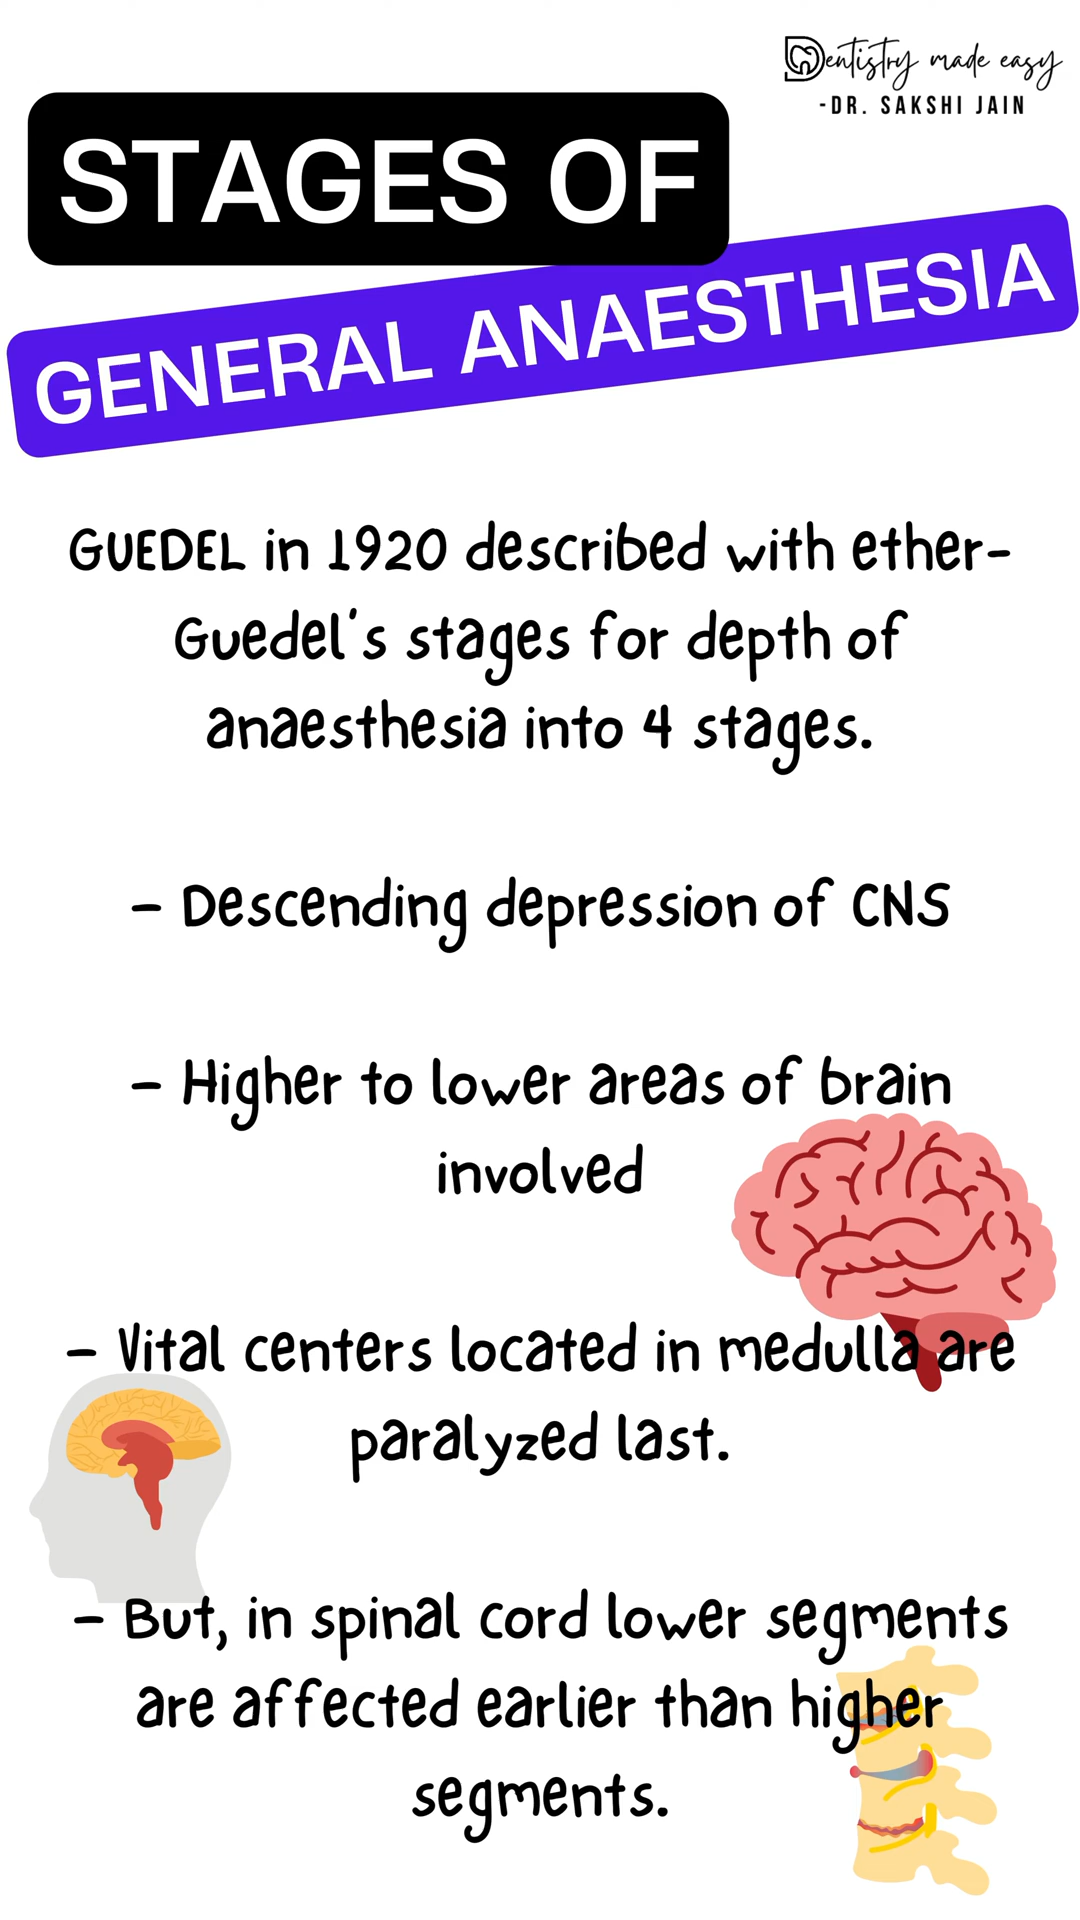 Dentistry made easy
-DR. SAKSHI JAIN
STAGES OF
GENERAL ANAESTHESIA
GUEDEL in 1920 described with ether-
Guedel's stages for depth of
anaesthesia into 4 stages.
- Descending depression of CNS
- Higher to lower areas of brain
involved
- Vital centers located in medulla are
paralyzed last.
- But, in spinal cord lower segments
are affected earlier than higher
segments.